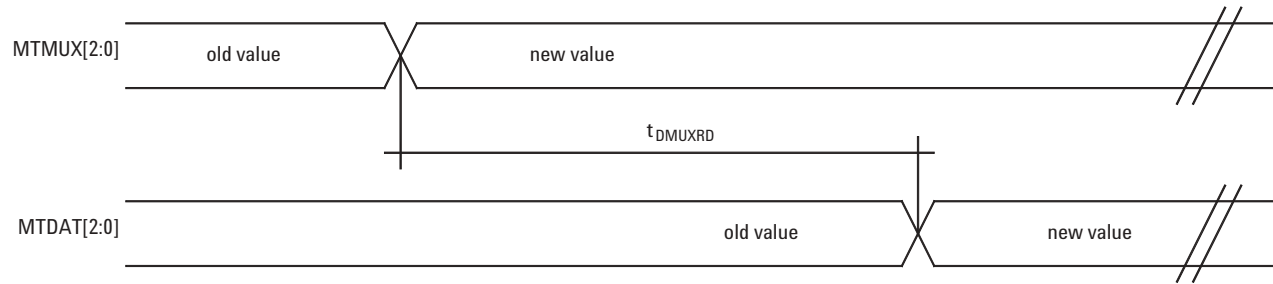 MTMUX[2:0] old value new value
tDMUXRD
MTDAT[2:0] old value new value